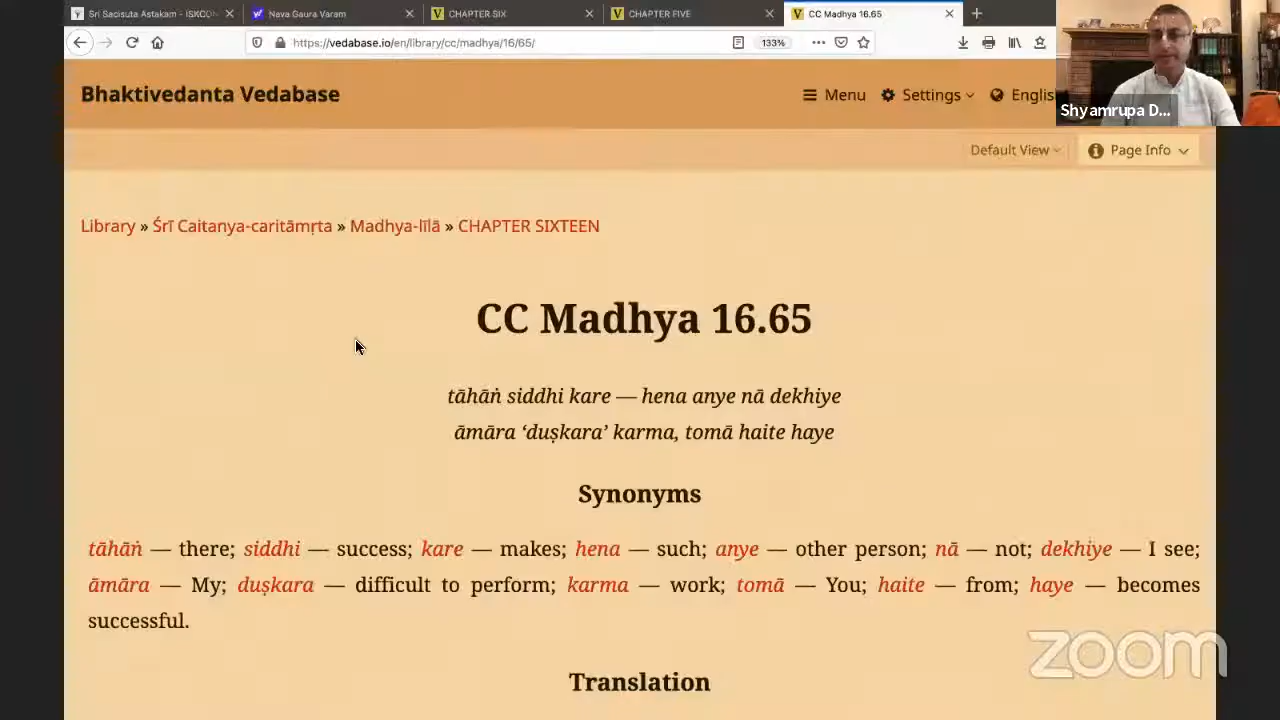 Sri Sacisuta Astakam - ISKCON
Nava Gaura Varam
CHAPTER SIX
CHAPTER FIVE
CC Madhya 16.65
https://vedabase.io/en/library/cc/madhya/16/65/
133%
Bhaktivedanta Vedabase
Menu
Settings
Englis
Shyamrupa D...
Default View
Page Info
Library » Śrī Caitanya-caritāmṛta » Madhya-līlā » CHAPTER SIXTEEN
CC Madhya 16.65
tāhāṅ siddhi kare — hena anye nā dekhiye
āmāra ‘duṣkara’ karma, tomā haite haye
Synonyms
tāhāṅ — there; siddhi — success; kare — makes; hena — such; anye — other person; nā — not; dekhiye — I see;
āmāra — My; duṣkara — difficult to perform; karma — work; tomā — You; haite — from; haye — becomes
successful.
zoom
Translation